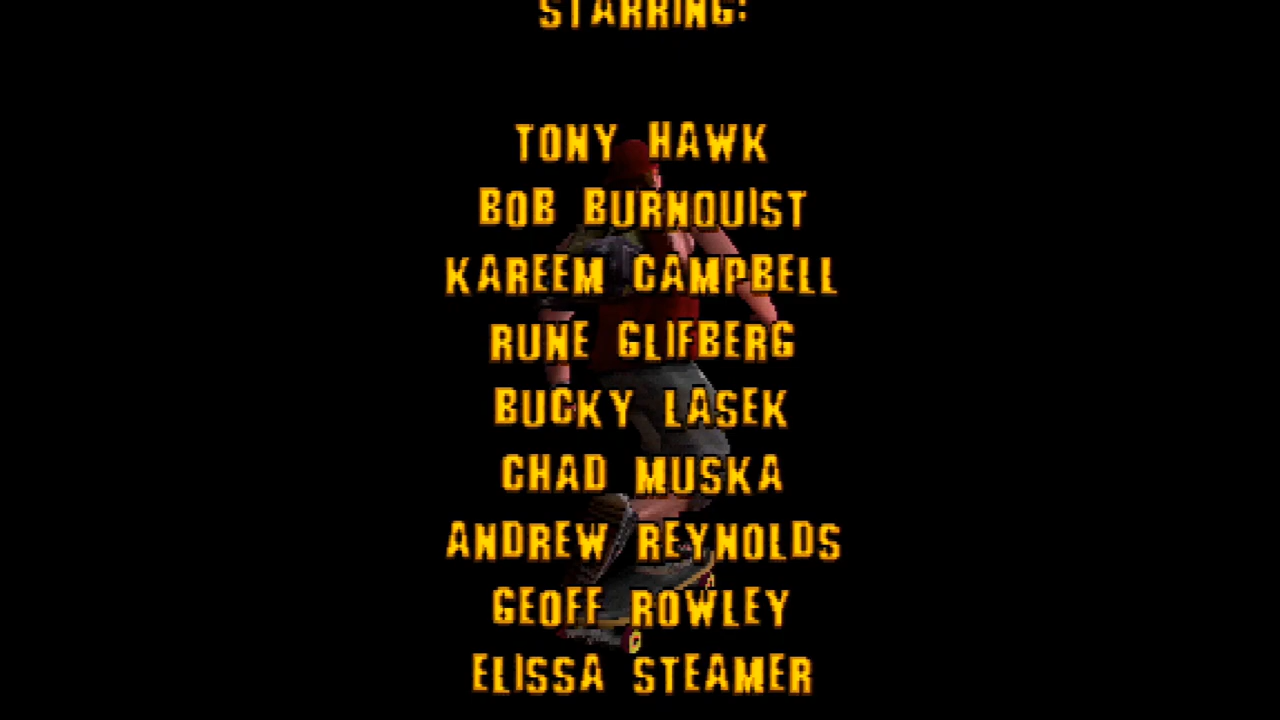 STARRING:
TONY HAWK
BOB BURNQUIST
KAREEM CAMPBELL
RUNE GLIFBERG
BUCKY LASEK
CHAD MUSKA
ANDREW REYNOLDS
GEOFF ROWLEY
ELISSA STEAMER